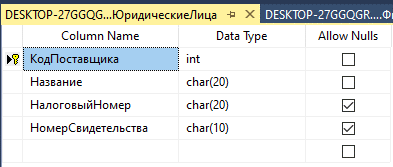 DESKTOP-27GGQG...ЮридическиеЛица DESKTOP-27GGQGR....Ф
Column Name Data Type Allow Nulls
КодПоставщика int
Название char(20)
НалоговыйНомер char(20)
НомерСвидетельства char(10)